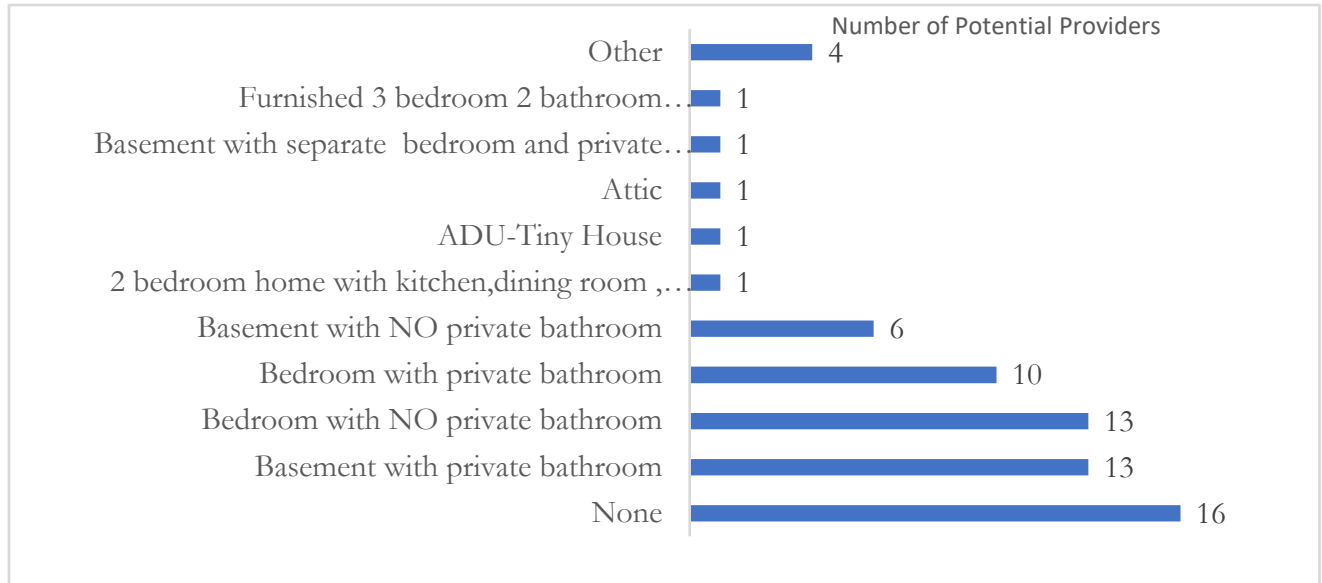 Number of Potential Providers
Other 4
Furnished 3 bedroom 2 bathroom… 1
Basement with separate  bedroom and private… 1
Attic 1
ADU-Tiny House 1
2 bedroom home with kitchen,dining room ,… 1
Basement with NO private bathroom 6
Bedroom with private bathroom 10
Bedroom with NO private bathroom 13
Basement with private bathroom 13
None 16